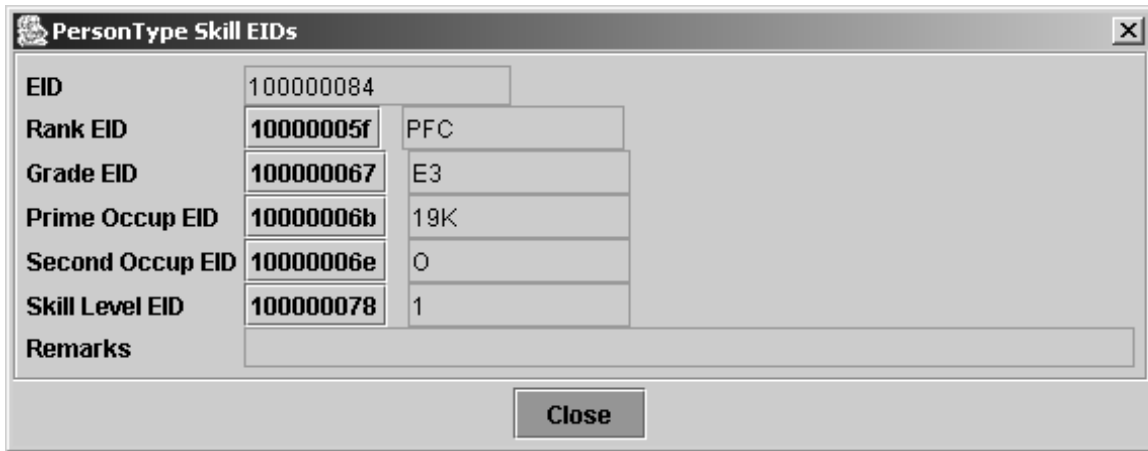 PersonType Skill EIDs
EID 100000084
Rank EID 10000005f PFC
Grade EID 100000067 E3
Prime Occup EID 10000006b 19K
Second Occup EID 10000006e O
Skill Level EID 100000078 1
Remarks
Close